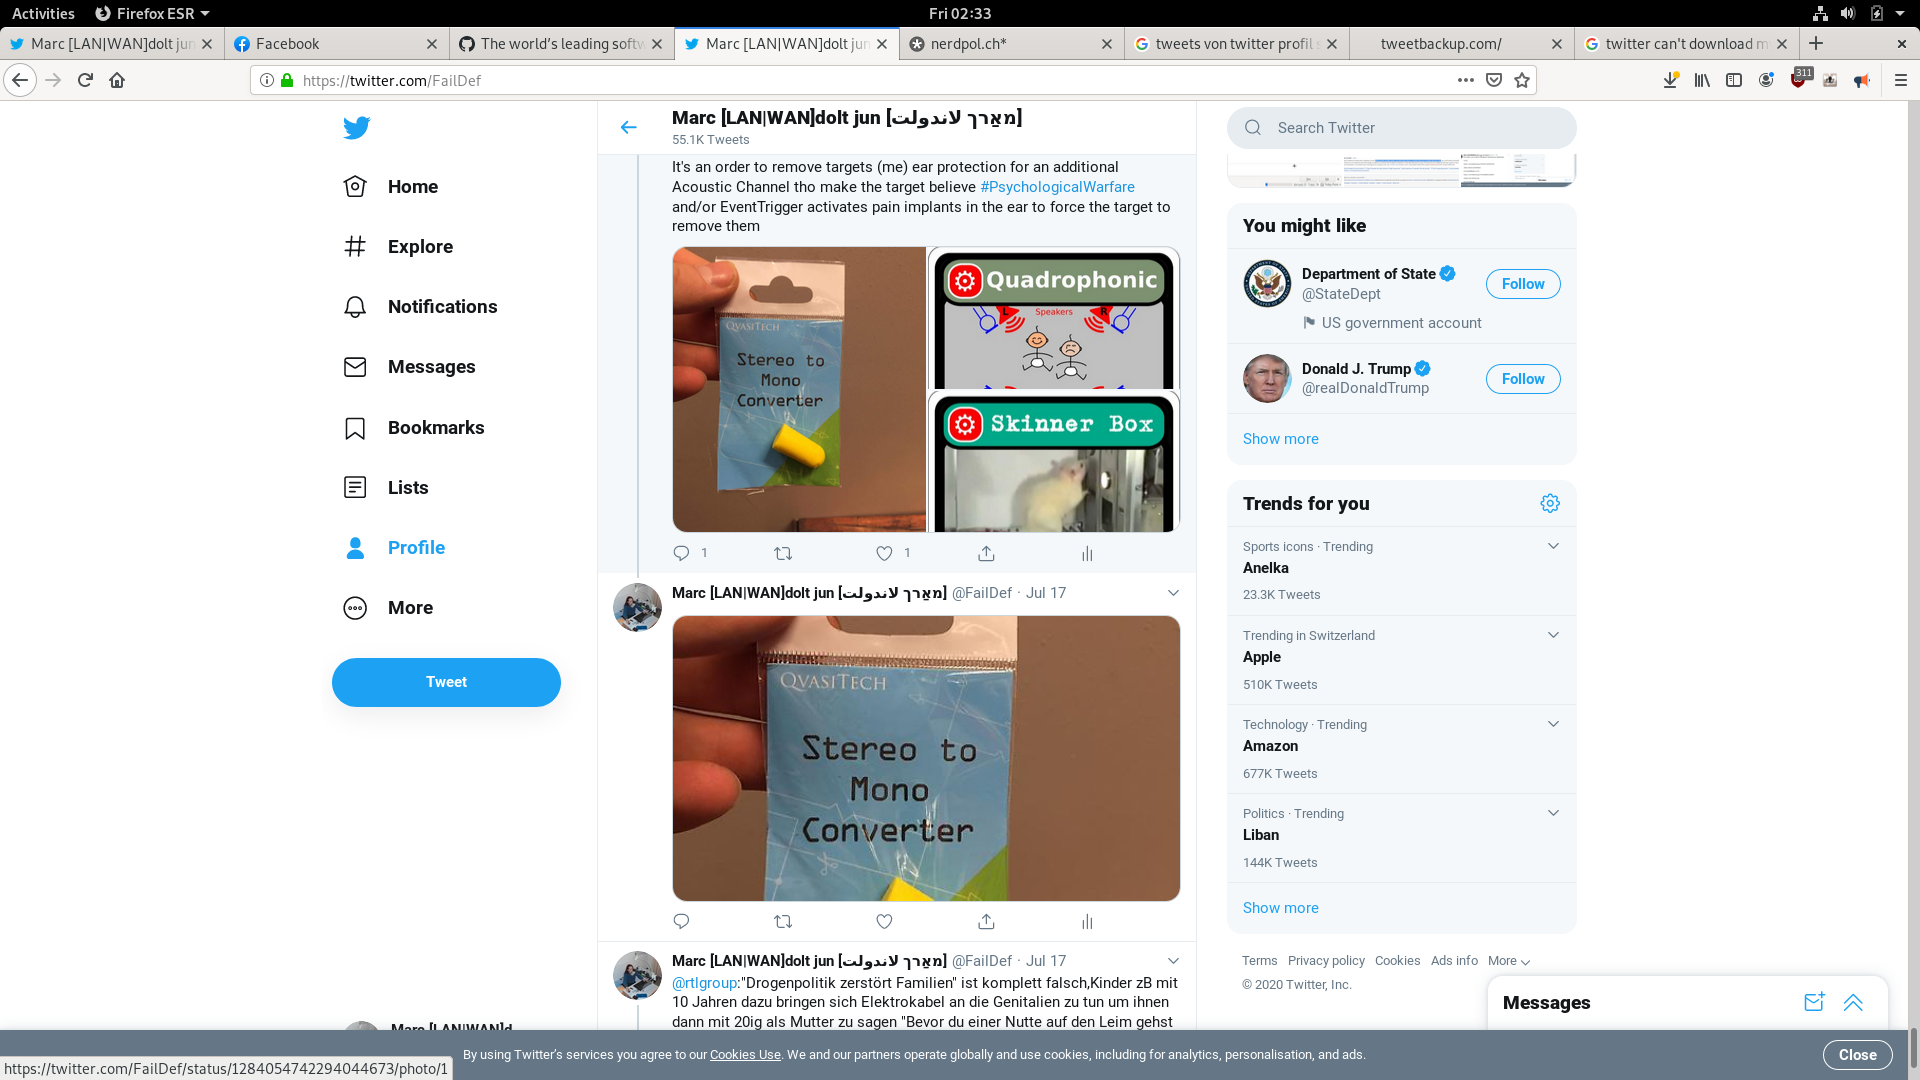 Activities
Firefox ESR
Fri 02:33
Marc [LAN|WAN]dolt jun
Facebook
The world's leading softw
Marc [LAN|WAN]dolt jun
nerdpol.ch*
tweets von twitter profil s
tweetbackup.com/
twitter can't download m
https://twitter.com/FailDef
311
Home
Explore
Notifications
Messages
Bookmarks
Lists
Profile
More
Tweet
Marc [LAN|WAN]d
Marc [LAN|WAN]dolt jun [מאַרך לאנדולת]
55.1K Tweets
It's an order to remove targets (me) ear protection for an additional
Acoustic Channel tho make the target believe #PsychologicalWarfare
and/or EventTrigger activates pain implants in the ear to force the target to
remove them
QVASITECH
Stereo to
Mono
Converter
Quadrophonic
L
Speakers
R
Skinner Box
1
1
Marc [LAN|WAN]dolt jun [מאַרך לאנדולת] @FailDef · Jul 17
QVASITECH
Stereo to
Mono
Converter
Marc [LAN|WAN]dolt jun [מאַרך לאנדולת] @FailDef · Jul 17
@rtlgroup:"Drogenpolitik zerstört Familien" ist komplett falsch,Kinder zB mit
10 Jahren dazu bringen sich Elektrokabel an die Genitalien zu tun um ihnen
dann mit 20ig als Mutter zu sagen "Bevor du einer Nutte auf den Leim gehst
Search Twitter
You might like
Department of State
@StateDept
US government account
Follow
Donald J. Trump
@realDonaldTrump
Follow
Show more
Trends for you
Sports icons · Trending
Anelka
23.3K Tweets
Trending in Switzerland
Apple
510K Tweets
Technology · Trending
Amazon
677K Tweets
Politics · Trending
Liban
144K Tweets
Show more
Terms Privacy policy Cookies Ads info More
© 2020 Twitter, Inc.
Messages
By using Twitter's services you agree to our Cookies Use. We and our partners operate globally and use cookies, including for analytics, personalisation, and ads.
Close
https://twitter.com/FailDef/status/1284054742294044673/photo/1